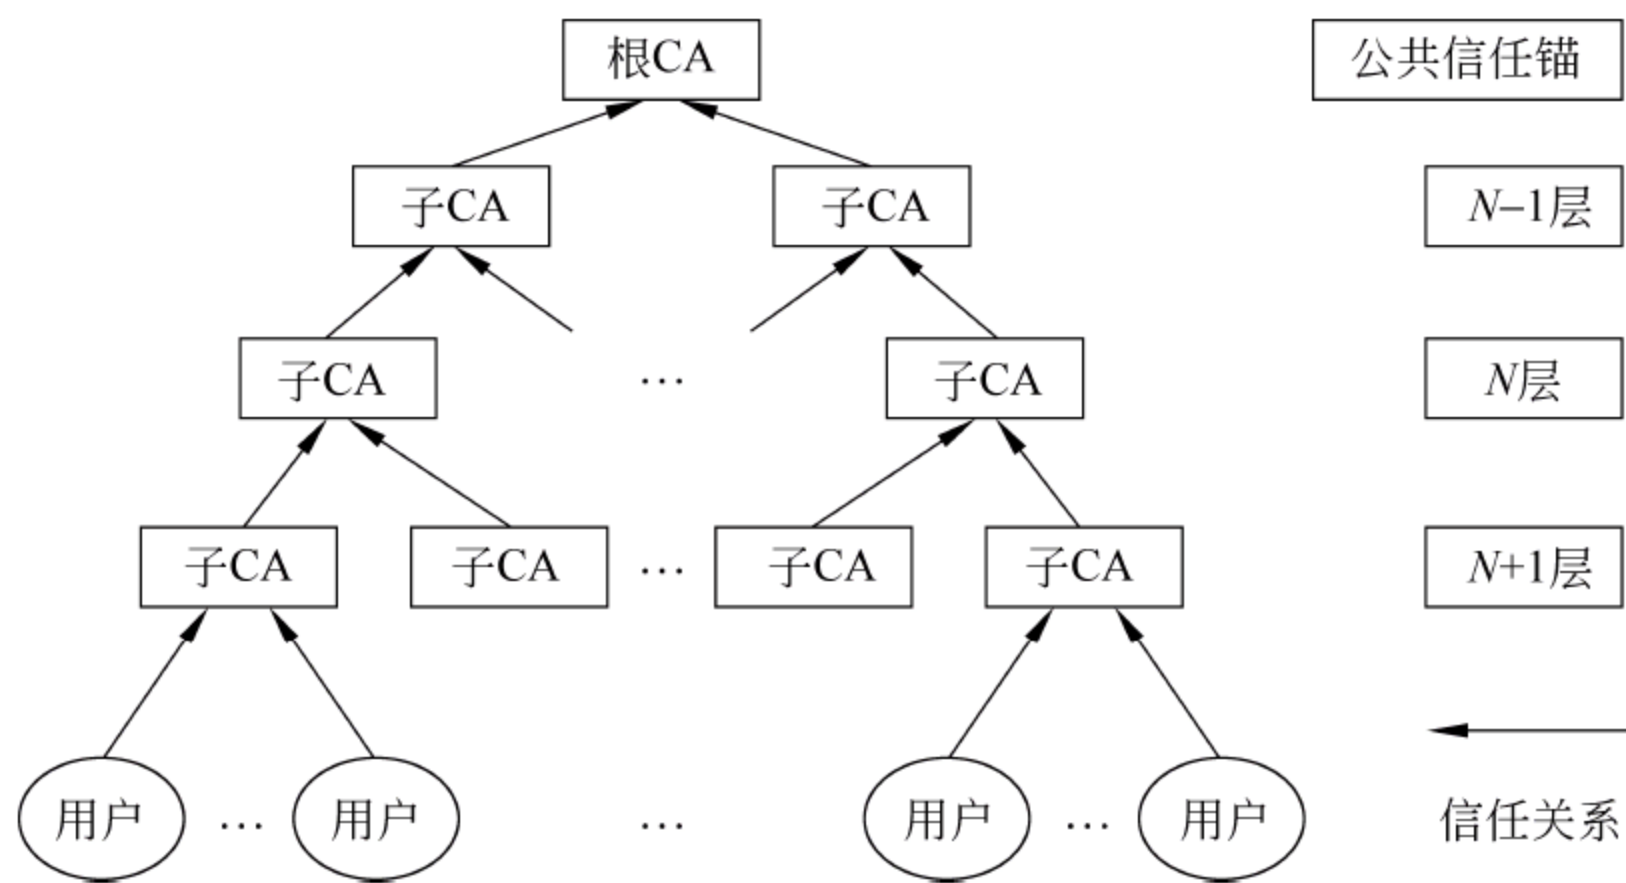 根CA 公共信任锚
子CA 子CA N–1层
子CA … 子CA N层
子CA 子CA … 子CA 子CA N+1层
用户 … 用户 … 用户 … 用户 信任关系